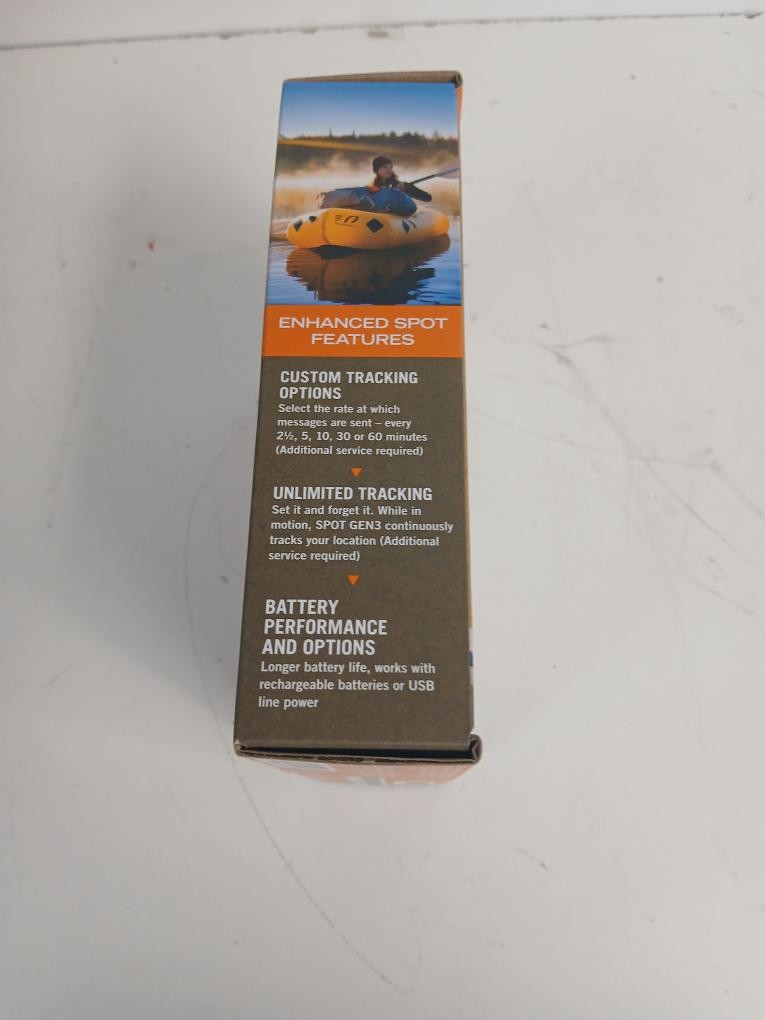 ENHANCED SPOT
FEATURES
CUSTOM TRACKING
OPTIONS
Select the rate at which
messages are sent – every
2½, 5, 10, 30 or 60 minutes
(Additional service required)
UNLIMITED TRACKING
Set it and forget it. While in
motion, SPOT GEN3 continuously
tracks your location (Additional
service required)
BATTERY
PERFORMANCE
AND OPTIONS
Longer battery life, works with
rechargeable batteries or USB
line power